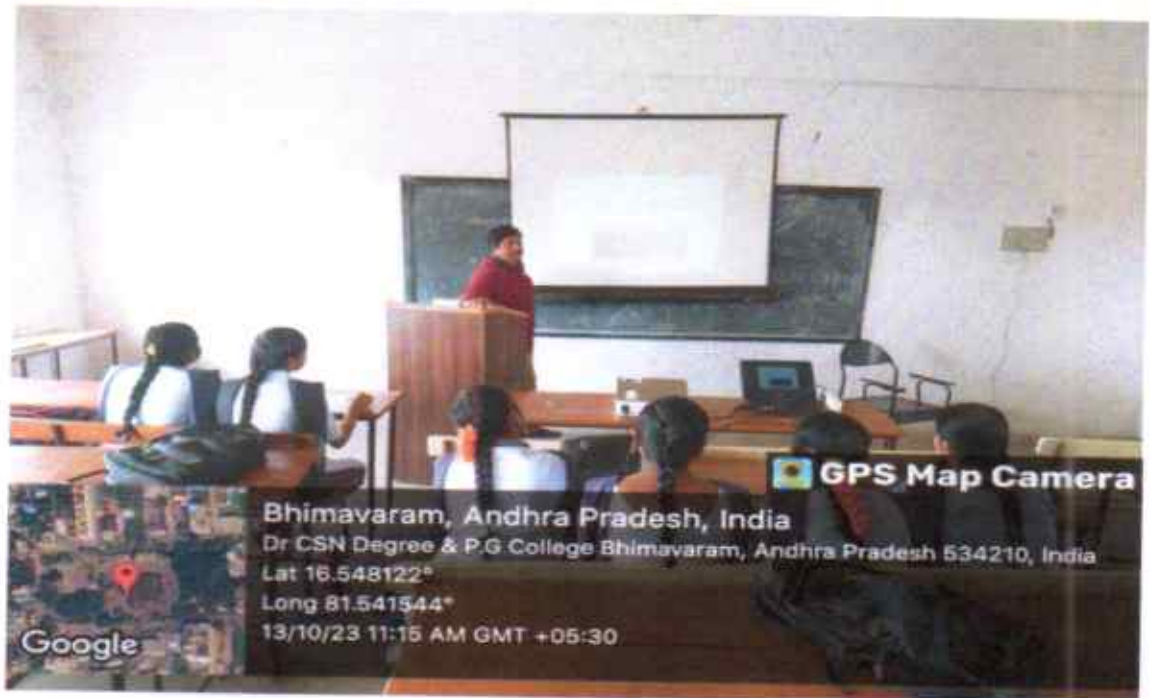 GPS Map Camera
Bhimavaram, Andhra Pradesh, India
Dr CSN Degree & P.G College Bhimavaram, Andhra Pradesh 534210, India
Lat 16.548122°
Long 81.541544°
13/10/23 11:15 AM GMT +05:30
Google